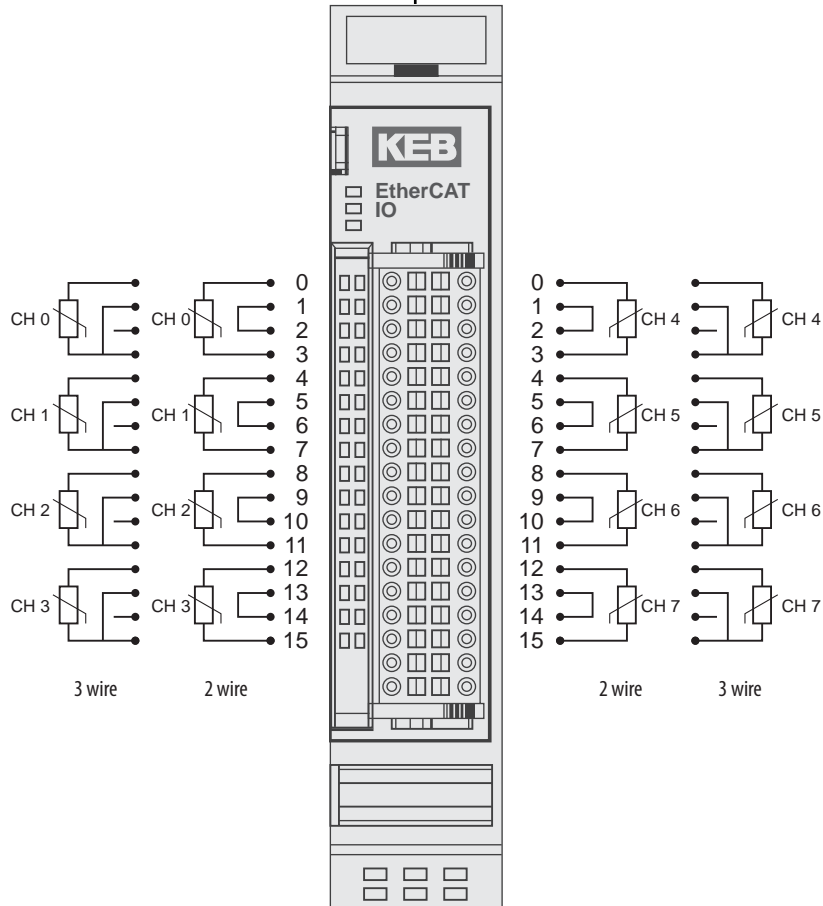 KEB
EtherCAT
IO
0 0
1 1
CH 0 CH 0 2 2 CH 4 CH 4
3 3
4 4
5 5
CH 1 CH 1 6 6 CH 5 CH 5
7 7
8 8
9 9
CH 2 CH 2 10 10 CH 6 CH 6
11 11
12 12
13 13
CH 3 CH 3 14 14 CH 7 CH 7
15 15
3 wire 2 wire 2 wire 3 wire